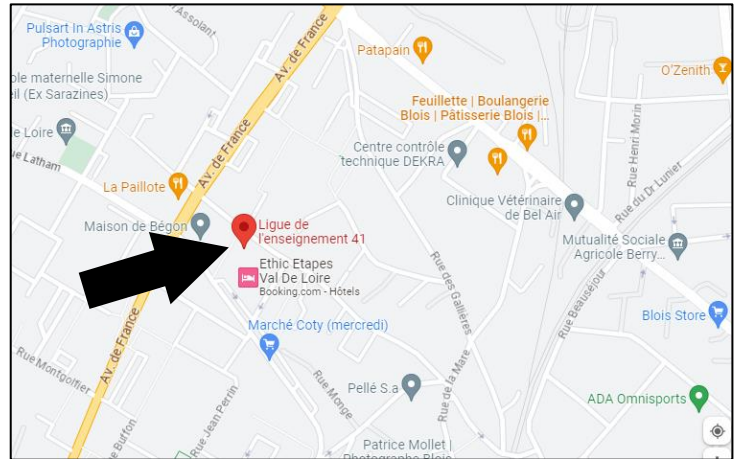 Pulsart In Astris
Photographie
Assolant
Av. de France
Patapain
O'Zenith
ole maternelle Simone
eil (Ex Sarazines)
Feuillette | Boulangerie
Blois | Pâtisserie Blois |...
Rue Henri Morin
e Loire
Centre contrôle
technique DEKRA
ue Latham
Av. de France
La Paillote
Clinique Vétérinaire
de Bel Air
Rue du Dr Lunier
Maison de Bégon
Ligue de
l'enseignement 41
Mutualité Sociale
Agricole Berry...
Ethic Etapes
Val De Loire
Booking.com - Hôtels
Rue des Gallières
Rue Beauséjour
Blois Store
Marché Coty (mercredi)
Rue Montgolfier
Av. de France
Rue Monge
Pellé S.a
Rue de la Mare
ADA Omnisports
Rue Jean Perrin
Buffon
Patrice Mollet |
Photographe Blois